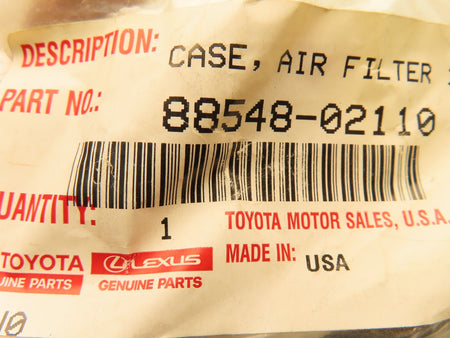 DESCRIPTION: CASE, AIR FILTER
PART NO.: 88548-02110
UANTITY: 1 TOYOTA MOTOR SALES, U.S.A.
TOYOTA LEXUS MADE IN: USA
UINE PARTS GENUINE PARTS